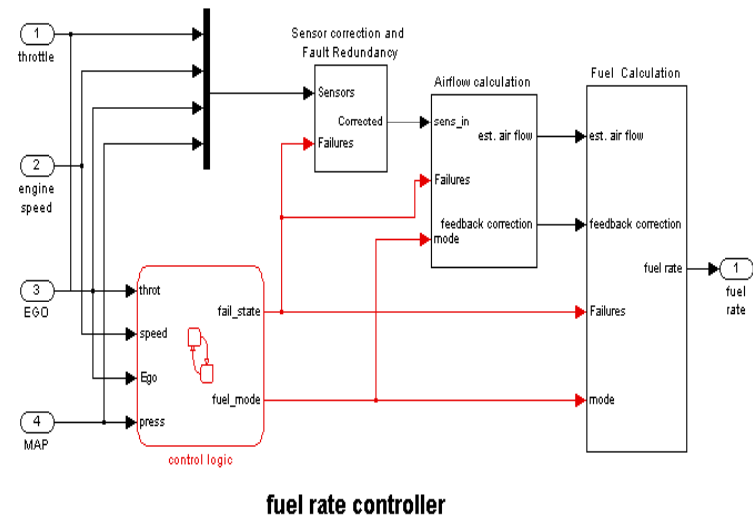 1
throttle
2
engine
speed
3
EGO
4
MAP
Sensor correction and
Fault Redundancy
Sensors
Corrected
Failures
Airflow calculation
sens_in
est. air flow
Failures
feedback correction
mode
Fuel Calculation
est. air flow
feedback correction
fuel rate
Failures
mode
1
fuel
rate
throt
fail_state
speed
Ego
fuel_mode
press
control logic
fuel rate controller